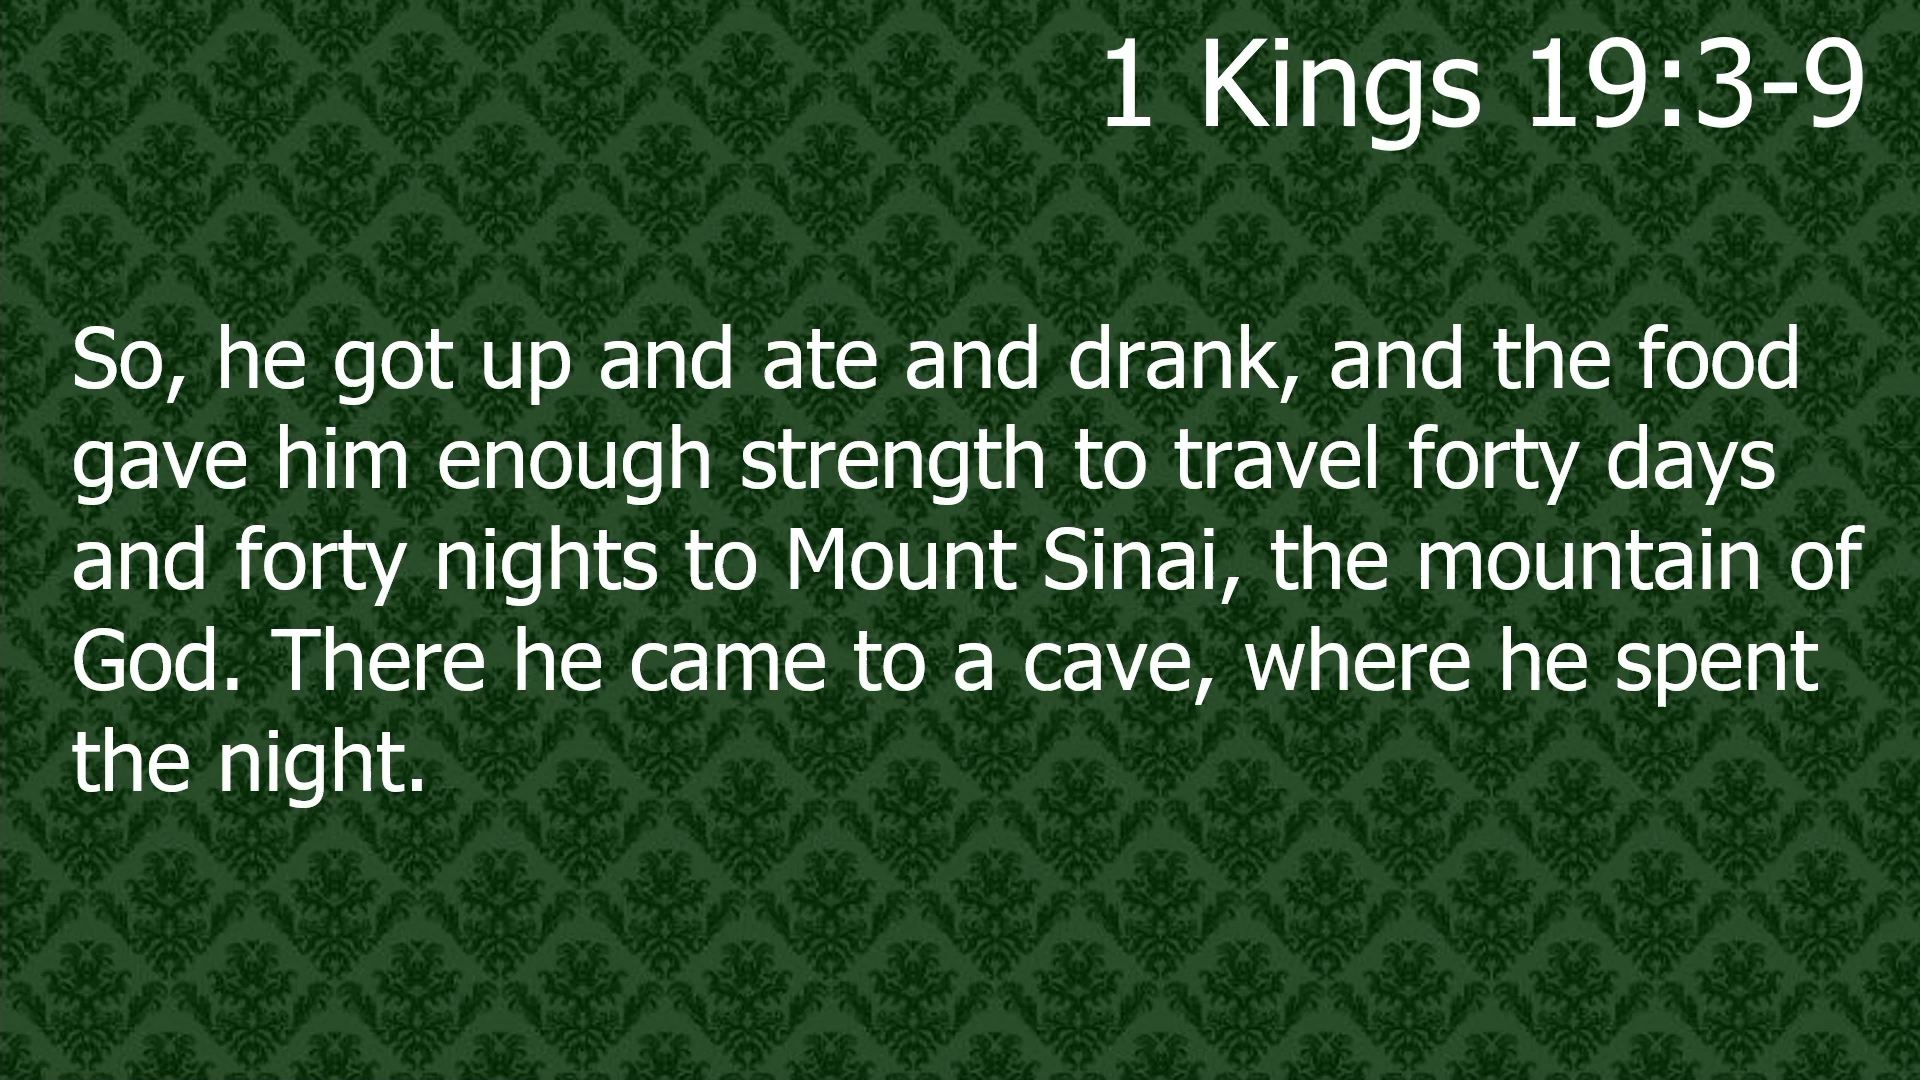 1 Kings 19:3-9
So, he got up and ate and drank, and the food
gave him enough strength to travel forty days
and forty nights to Mount Sinai, the mountain of
God. There he came to a cave, where he spent
the night.